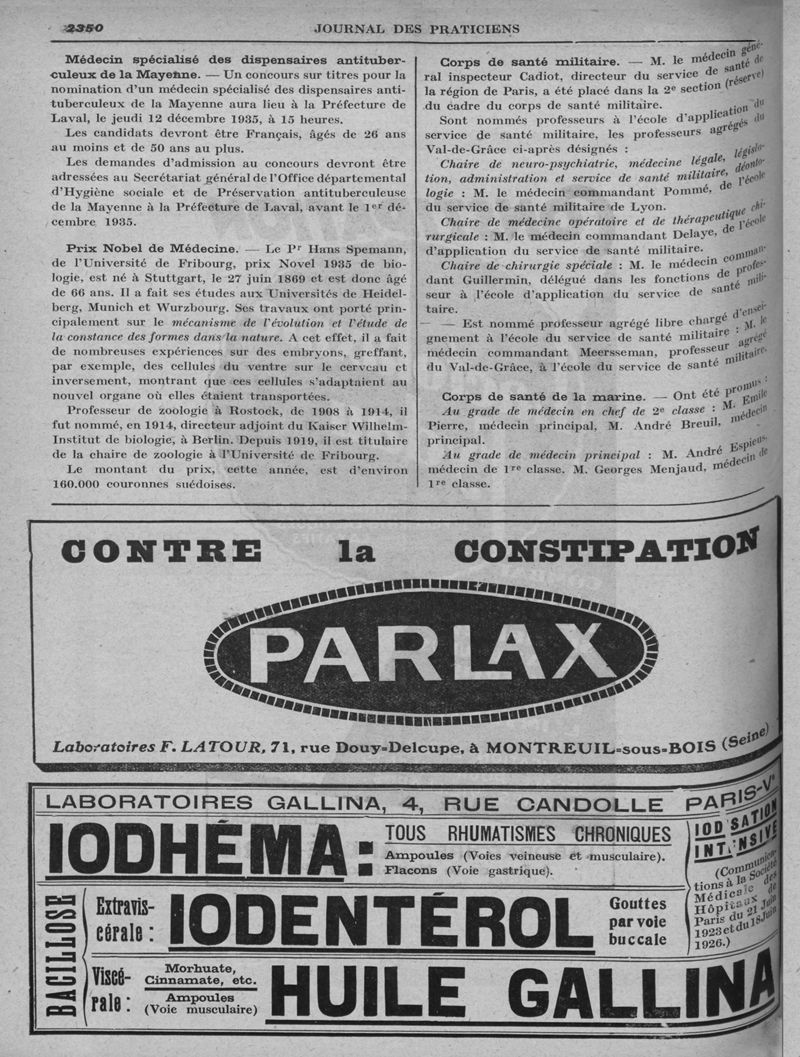 2350
JOURNAL DES PRATICIENS
Médecin spécialisé des dispensaires antituber-
culeux de la Mayenne. — Un concours sur titres pour la
nomination d'un médecin spécialisé des dispensaires anti-
tuberculeux de la Mayenne aura lieu à la Préfecture de
Laval, le jeudi 12 décembre 1935, à 15 heures.
Les candidats devront être Français, âgés de 26 ans
au moins et de 50 ans au plus.
Les demandes d'admission au concours devront être
adressées au Secrétariat général de l'Office départemental
d'Hygiène sociale et de Préservation antituberculeuse
de la Mayenne à la Préfecture de Laval, avant le 1er dé-
cembre 1935.
Prix Nobel de Médecine. — Le Pr Hans Spemann,
de l'Université de Fribourg, prix Novel 1935 de bio-
logie, est né à Stuttgart, le 27 juin 1869 et est donc âgé
de 66 ans. Il a fait ses études aux Universités de Heidel-
berg, Munich et Wurzbourg. Ses travaux ont porté prin-
cipalement sur le mécanisme de l'évolution et l'étude de
la constance des formes dans la nature. A cet effet, il a fait
de nombreuses expériences sur des embryons, greffant,
par exemple, des cellules du ventre sur le cerveau et
inversement, montrant que ces cellules s'adaptaient au
nouvel organe où elles étaient transportées.
Professeur de zoologie à Rostock, de 1908 à 1914, il
fut nommé, en 1914, directeur adjoint du Kaiser Wilhelm-
Institut de biologie, à Berlin. Depuis 1919, il est titulaire
de la chaire de zoologie à l'Université de Fribourg.
Le montant du prix, cette année, est d'environ
160.000 couronnes suédoises.
Corps de santé militaire. — M. le médecin géné-
ral inspecteur Cadiot, directeur du service de santé de
la région de Paris, a été placé dans la 2e section (réserve)
du cadre du corps de santé militaire.
Sont nommés professeurs à l'école d'application du
service de santé militaire, les professeurs agrégés du
Val-de-Grâce ci-après désignés :
Chaire de neuro-psychiatrie, médecine légale, législa-
tion, administration et service de santé militaire, déonto-
logie : M. le médecin commandant Pommé, de l'école
du service de santé militaire de Lyon.
Chaire de médecine opératoire et de thérapeutique chi-
rurgicale : M. le médecin commandant Delaye, de l'école
d'application du service de santé militaire.
Chaire de chirurgie spéciale : M. le médecin comman-
dant Guillermin, délégué dans les fonctions de profes-
seur à l'école d'application du service de santé mili-
taire.
— — Est nommé professeur agrégé libre chargé d'ensei-
gnement à l'école du service de santé militaire : M. le
médecin commandant Meersseman, professeur agrégé
du Val-de-Grâce, à l'école du service de santé militaire.
Corps de santé de la marine. — Ont été promus :
Au grade de médecin en chef de 2e classe : M. Emile
Pierre, médecin principal, M. André Breuil, médecin
principal.
Au grade de médecin principal : M. André Espieus,
médecin de 1re classe. M. Georges Menjaud, médecin de
1re classe.
CONTRE la CONSTIPATION
PARLAX
Laboratoires F. LATOUR, 71, rue Douy-Delcupe, à MONTREUIL-sous-BOIS (Seine)
LABORATOIRES GALLINA, 4, RUE CANDOLLE PARIS-Ve
IODHÉMA:
TOUS RHUMATISMES CHRONIQUES
Ampoules (Voies veineuse et musculaire).
Flacons (Voie gastrique).
IODISATION
INTENSIVE
(Communica-
tions à la Société
Médicale des
Hôpitaux de
Paris du 21 Juin
1923 et du 18 Juin
1926.)
BACILLOSE
Extravis-
cérale :
IODENTÉROL
Gouttes
par voie
buccale
Viscé-
rale :
Morhuate,
Cinnamate, etc.
Ampoules
(Voie musculaire)
HUILE GALLINA